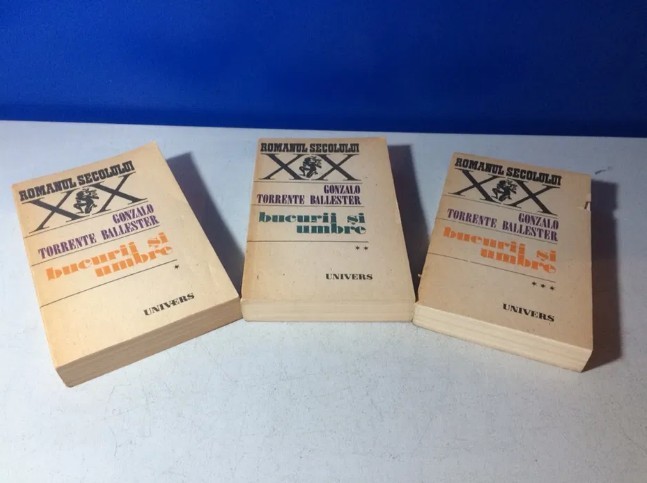 ROMANUL SECOLULUI
XX
GONZALO
TORRENTE BALLESTER
bucurii și
umbre
*
UNIVERS
ROMANUL SECOLULUI
XX
GONZALO
TORRENTE BALLESTER
bucurii și
umbre
**
UNIVERS
ROMANUL SECOLULUI
XX
GONZALO
TORRENTE BALLESTER
bucurii și
umbre
***
UNIVERS